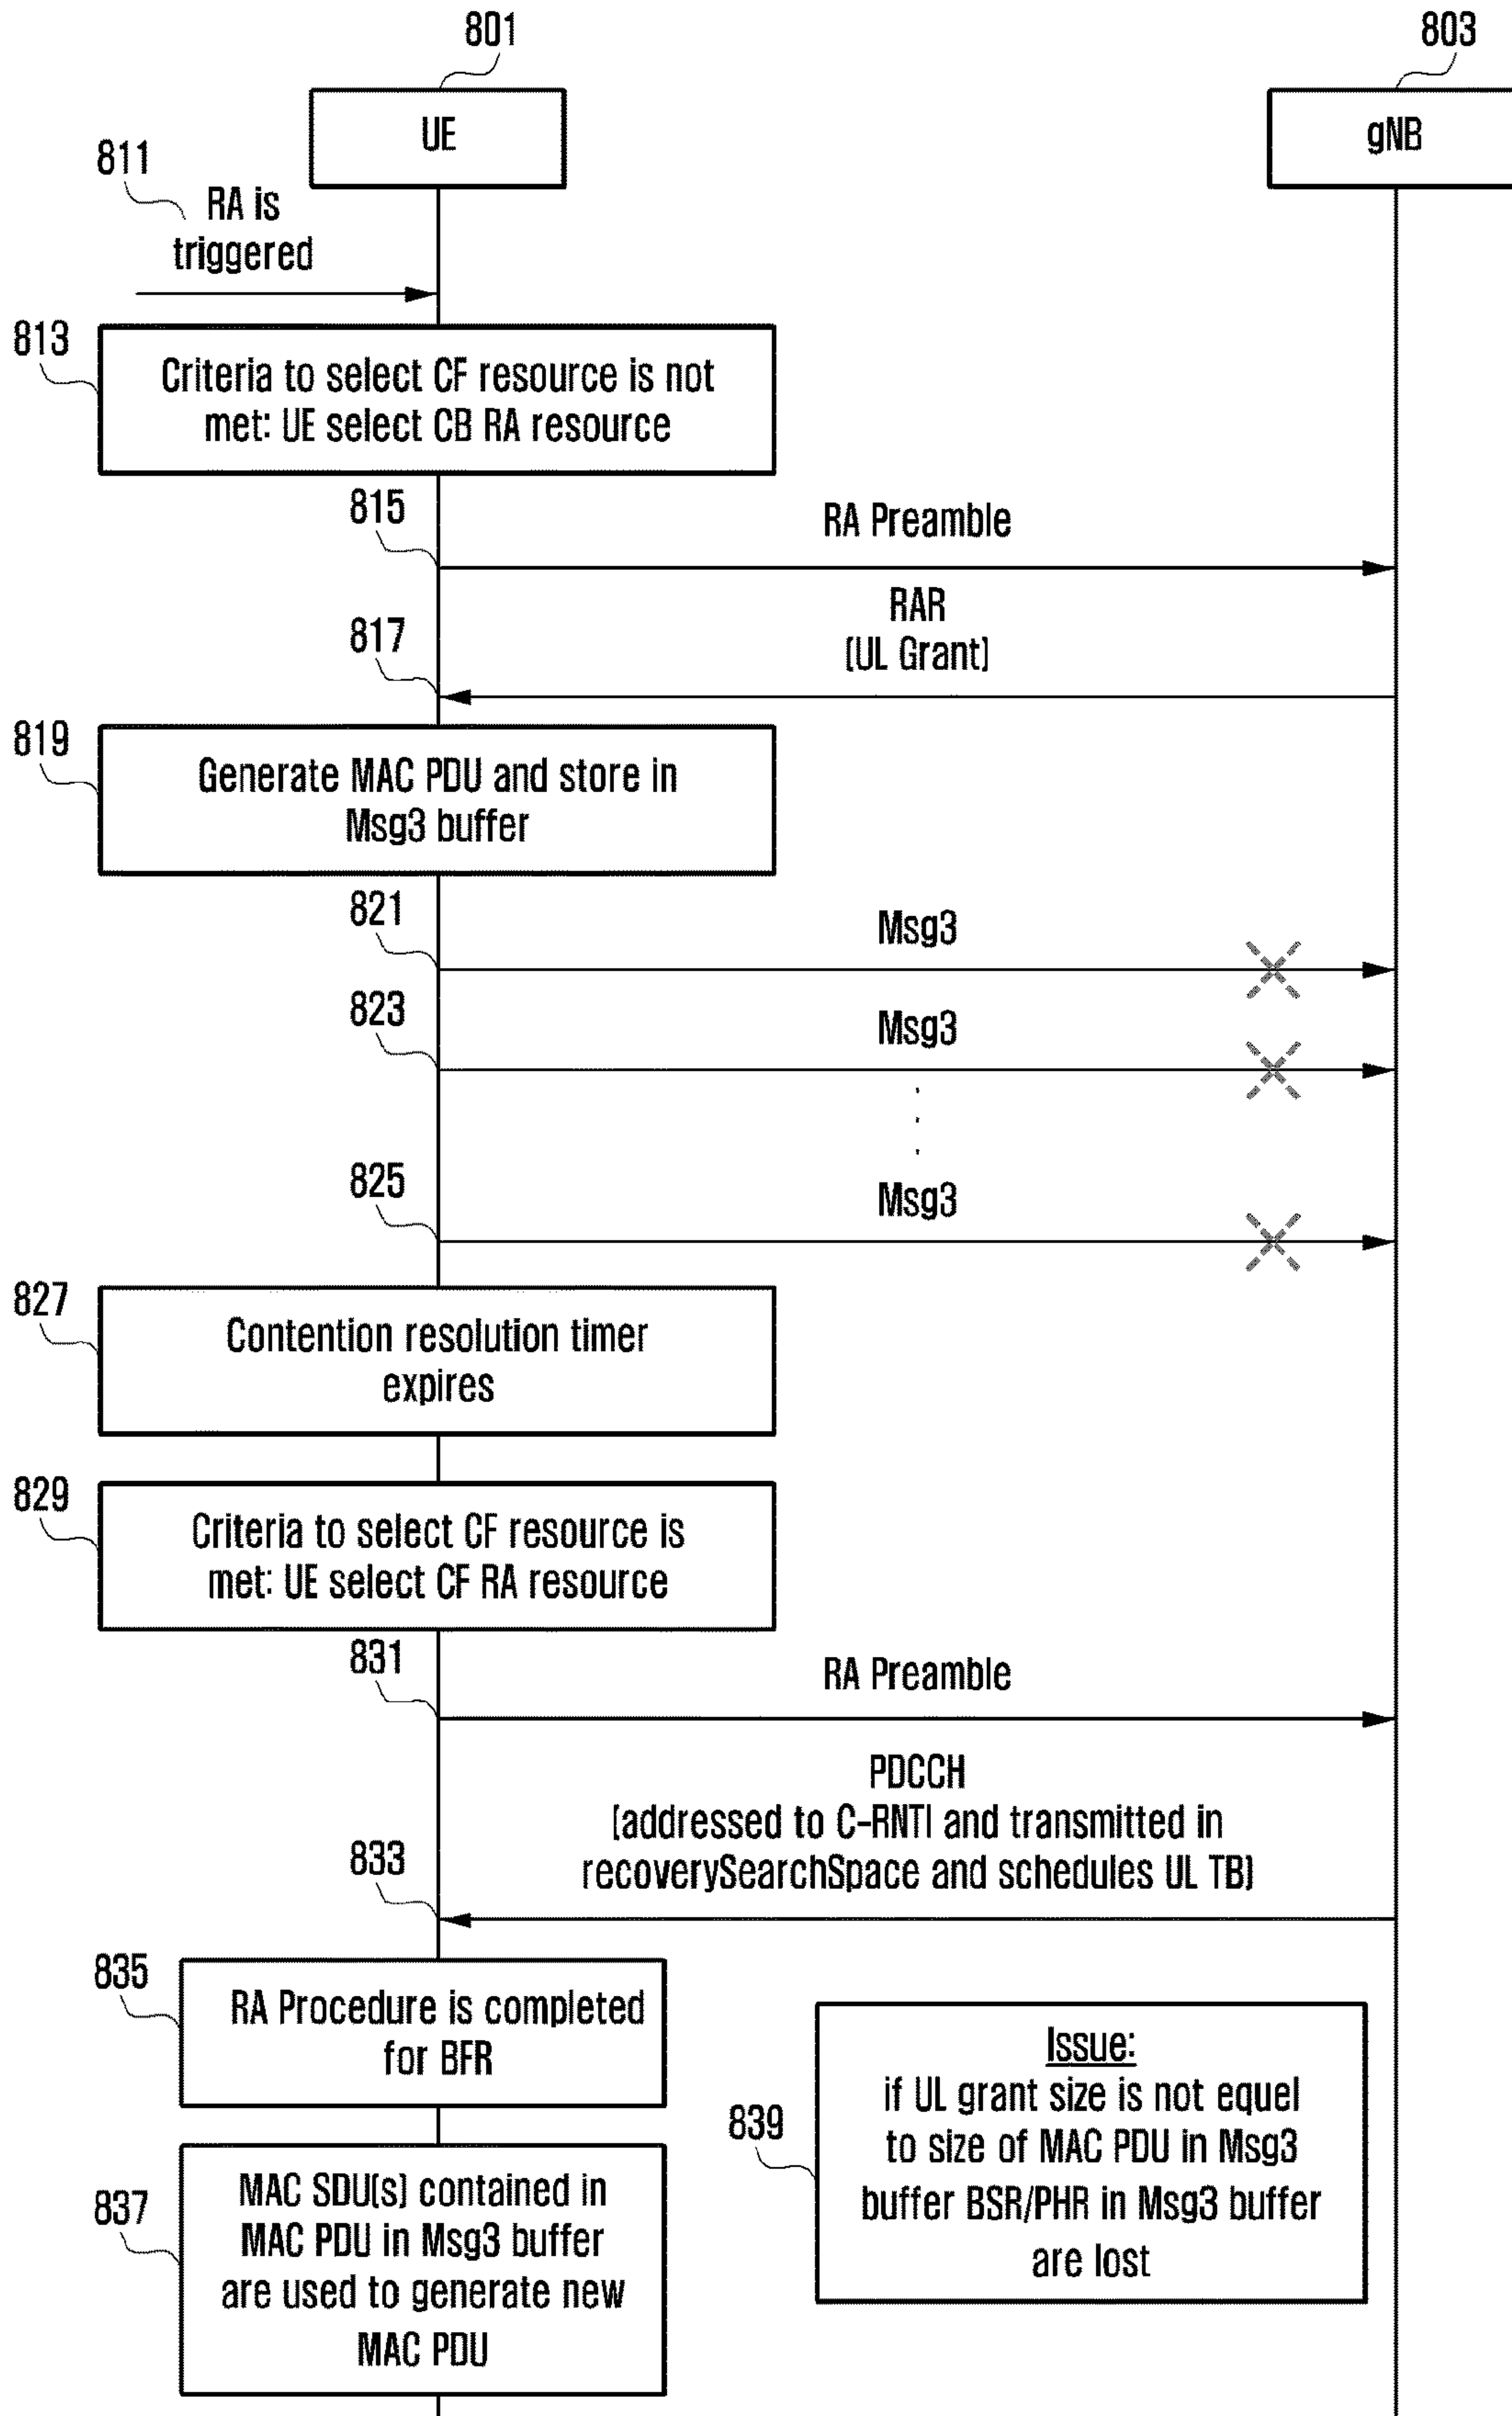 801
803
UE
gNB
811
RA is
triggered
813
Criteria to select CF resource is not
met: UE select CB RA resource
815
RA Preamble
817
RAR
(UL Grant)
819
Generate MAC PDU and store in
Msg3 buffer
821
Msg3
823
Msg3
825
Msg3
827
Contention resolution timer
expires
829
Criteria to select CF resource is
met: UE select CF RA resource
831
RA Preamble
833
PDCCH
(addressed to C-RNTI and transmitted in
recoverySearchSpace and schedules UL TB)
835
RA Procedure is completed
for BFR
837
MAC SDU(s) contained in
MAC PDU in Msg3 buffer
are used to generate new
MAC PDU
839
Issue:
if UL grant size is not equel
to size of MAC PDU in Msg3
buffer BSR/PHR in Msg3 buffer
are lost